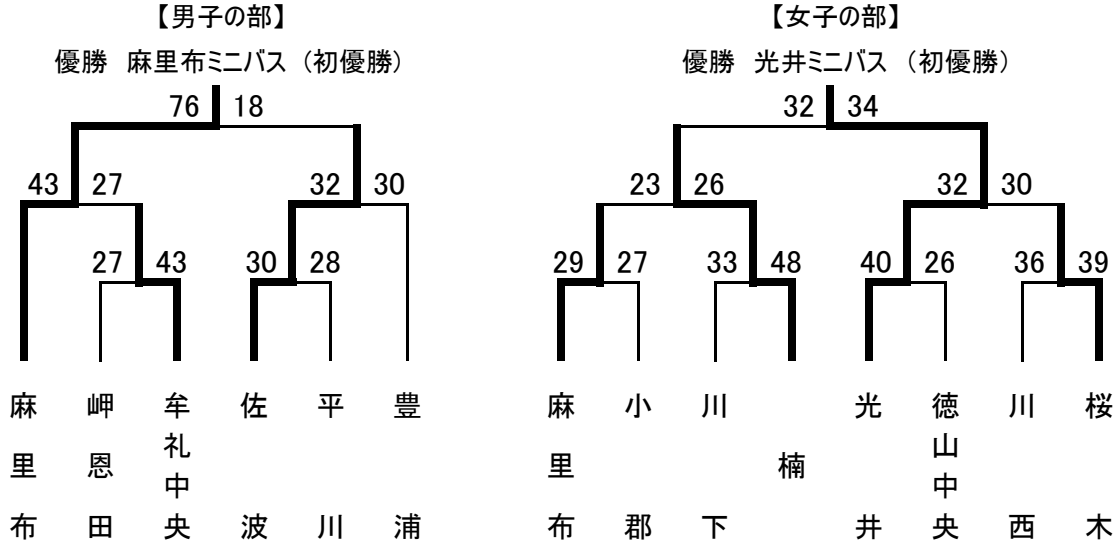 【男子の部】
優勝 麻里布ミニバス (初優勝)
76 18
43 27 32 30
27 43 30 28
麻里布
岬恩田
牟礼中央
佐波
平川
豊浦
【女子の部】
優勝 光井ミニバス (初優勝)
32 34
23 26 32 30
29 27 33 48 40 26 36 39
麻里布
小郡
川下
楠
光井
徳山中央
川西
桜木